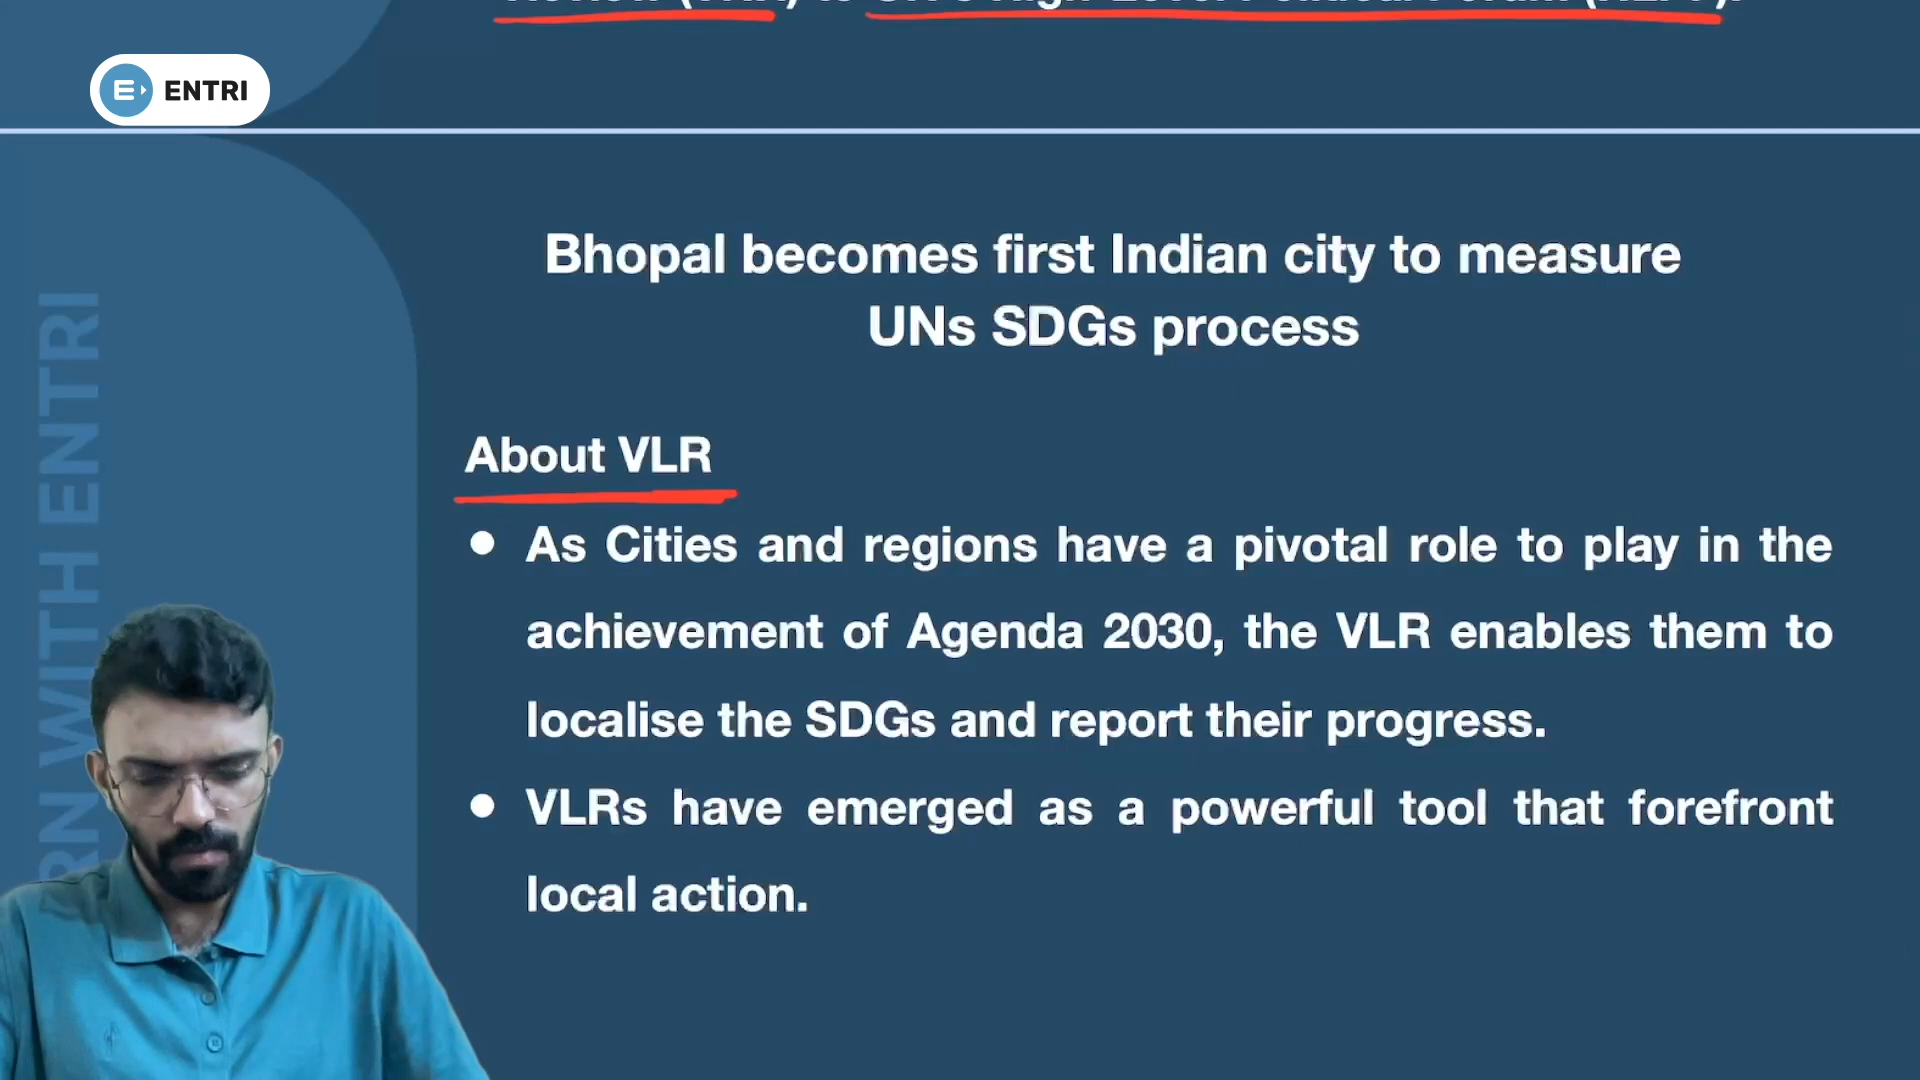 ENTRI
Bhopal becomes first Indian city to measure
UNs SDGs process
About VLR
As Cities and regions have a pivotal role to play in the
achievement of Agenda 2030, the VLR enables them to
localise the SDGs and report their progress.
VLRs have emerged as a powerful tool that forefront
local action.
WITH ENTRI